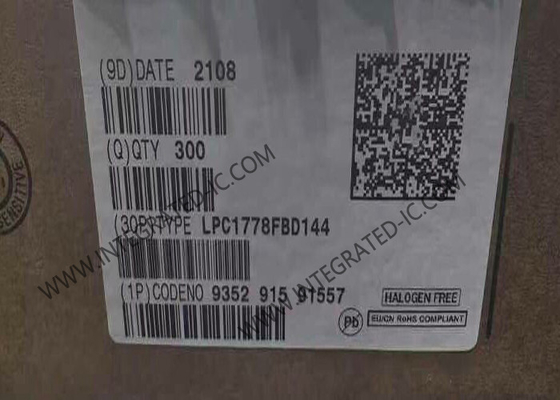 (9D)DATE 2108
(Q)QTY 300
(30P)TYPE LPC1778FBD144
(1P)CODENO 9352 915 91557
HALOGEN FREE
Pb
EU/CN RoHS COMPLIANT
SENSITIVE
WWW.INTEGRATED-IC.COM
WWW.INTEGRATED-IC.COM